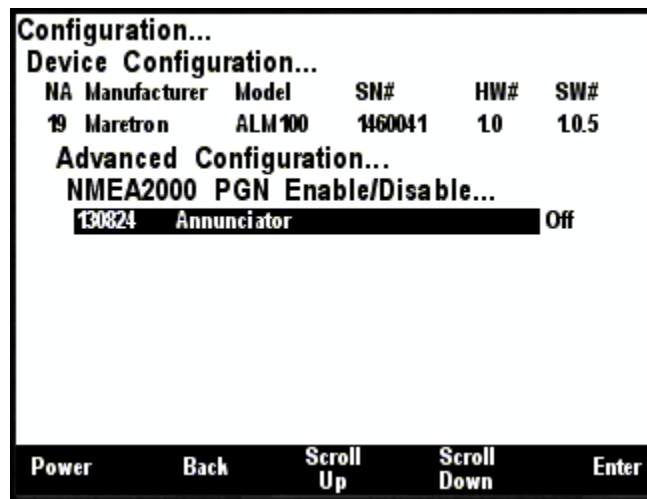 Configuration...
Device Configuration...
NA Manufacturer Model SN# HW# SW#
19 Maretron ALM100 1460041 1.0 1.0.5
Advanced Configuration...
NMEA2000 PGN Enable/Disable...
130824 Annunciator Off
Power Back Scroll Up Scroll Down Enter